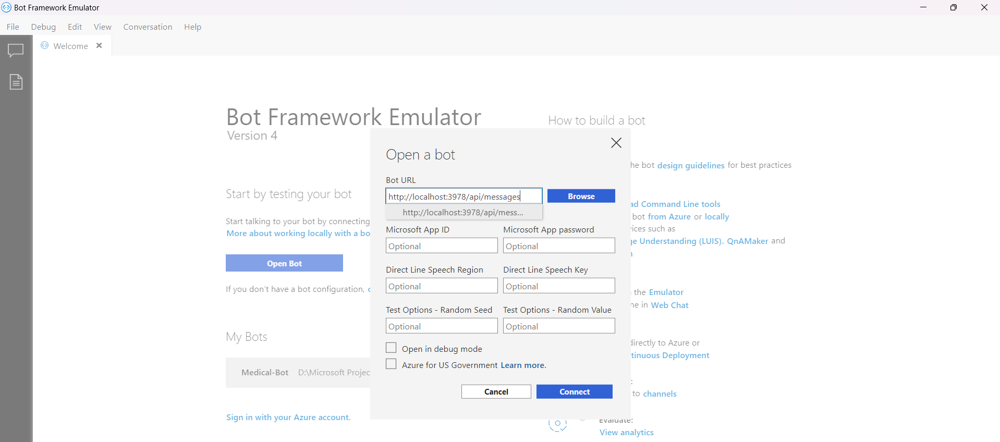 Bot Framework Emulator
File Debug Edit View Conversation Help
Welcome
Bot Framework Emulator
Version 4
Start by testing your bot
Start talking to your bot by connecting
More about working locally with a bo
Open Bot
If you don't have a bot configuration,
My Bots
Medical-Bot D:\Microsoft Projec
Sign in with your Azure account.
Open a bot
Bot URL
http://localhost:3978/api/messages
Browse
http://localhost:3978/api/mess...
Microsoft App ID Microsoft App password
Optional Optional
Direct Line Speech Region Direct Line Speech Key
Optional Optional
Test Options - Random Seed Test Options - Random Value
Optional Optional
Open in debug mode
Azure for US Government Learn more.
Cancel Connect
How to build a bot
he bot design guidelines for best practices
ad Command Line tools
bot from Azure or locally
ices such as
ge Understanding (LUIS), QnAMaker and
the Emulator
ne in Web Chat
directly to Azure or
tinuous Deployment
to channels
Evaluate:
View analytics